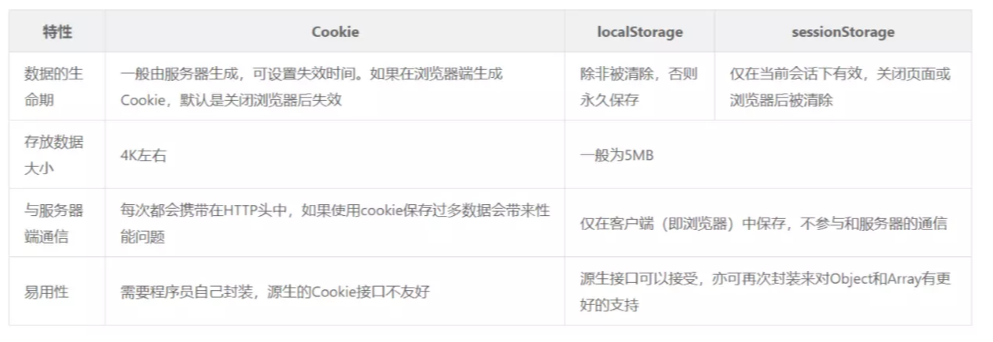 特性
Cookie
localStorage
sessionStorage
数据的生
命期
一般由服务器生成，可设置失效时间。如果在浏览器端生成
Cookie，默认是关闭浏览器后失效
除非被清除，否则
永久保存
仅在当前会话下有效，关闭页面或
浏览器后被清除
存放数据
大小
4K左右
一般为5MB
与服务器
端通信
每次都会携带在HTTP头中，如果使用cookie保存过多数据会带来性
能问题
仅在客户端（即浏览器）中保存，不参与和服务器的通信
易用性
需要程序员自己封装，源生的Cookie接口不友好
源生接口可以接受，亦可再次封装来对Object和Array有更
好的支持